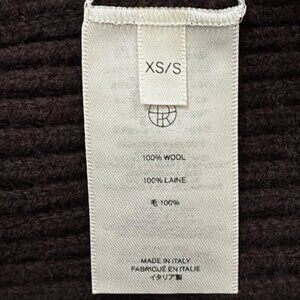 XS/S
100% WOOL
100% LAINE
毛 100%
MADE IN ITALY
FABRIQUÉ EN ITALIE
イタリア製